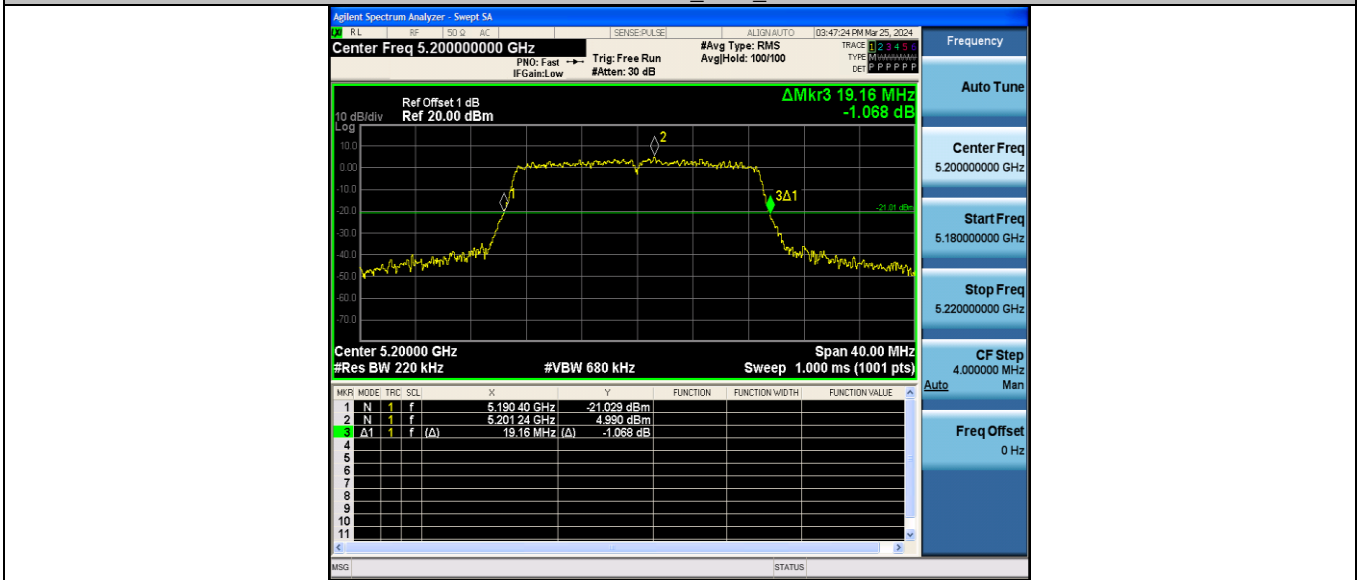 Agilent Spectrum Analyzer - Swept SA
RL RF 50 Ω AC SENSE:PULSE ALIGNAUTO 03:47:24 PM Mar 25, 2024
Center Freq 5.200000000 GHz
#Avg Type: RMS
TRACE 1 2 3 4 5 6
PNO: Fast Trig: Free Run Avg|Hold: 100/100 TYPE M
IFGain:Low #Atten: 30 dB DET P P P P P P
Frequency
Auto Tune
Center Freq
5.200000000 GHz
Start Freq
5.180000000 GHz
Stop Freq
5.220000000 GHz
CF Step
4.000000 MHz
Auto Man
Freq Offset
0 Hz
ΔMkr3 19.16 MHz
-1.068 dB
Ref Offset 1 dB
10 dB/div Ref 20.00 dBm
Log
10.0
0.00
-10.0
-20.0
-30.0
-40.0
-50.0
-60.0
-70.0
2
1
3Δ1
-21.01 dBm
Center 5.20000 GHz Span 40.00 MHz
#Res BW 220 kHz #VBW 680 kHz Sweep 1.000 ms (1001 pts)
MKR MODE TRC SCL X Y FUNCTION FUNCTION WIDTH FUNCTION VALUE
1 N 1 f 5.190 40 GHz -21.029 dBm
2 N 1 f 5.201 24 GHz 4.990 dBm
3 Δ1 1 f (Δ) 19.16 MHz (Δ) -1.068 dB
4
5
6
7
8
9
10
11
MSG STATUS